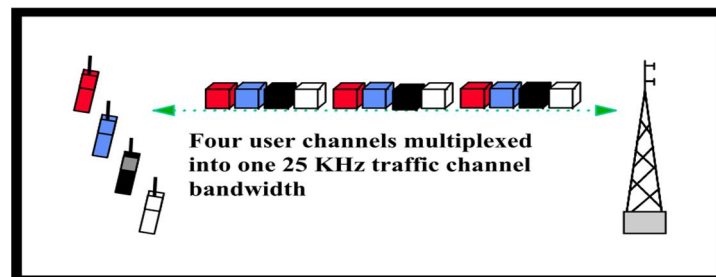 Four user channels multiplexed
into one 25 KHz traffic channel
bandwidth